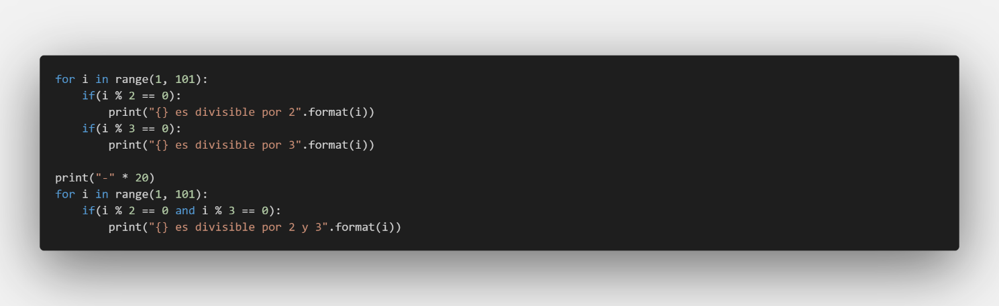 for i in range(1, 101):
    if(i % 2 == 0):
        print("{} es divisible por 2".format(i))
    if(i % 3 == 0):
        print("{} es divisible por 3".format(i))

print("-" * 20)
for i in range(1, 101):
    if(i % 2 == 0 and i % 3 == 0):
        print("{} es divisible por 2 y 3".format(i))